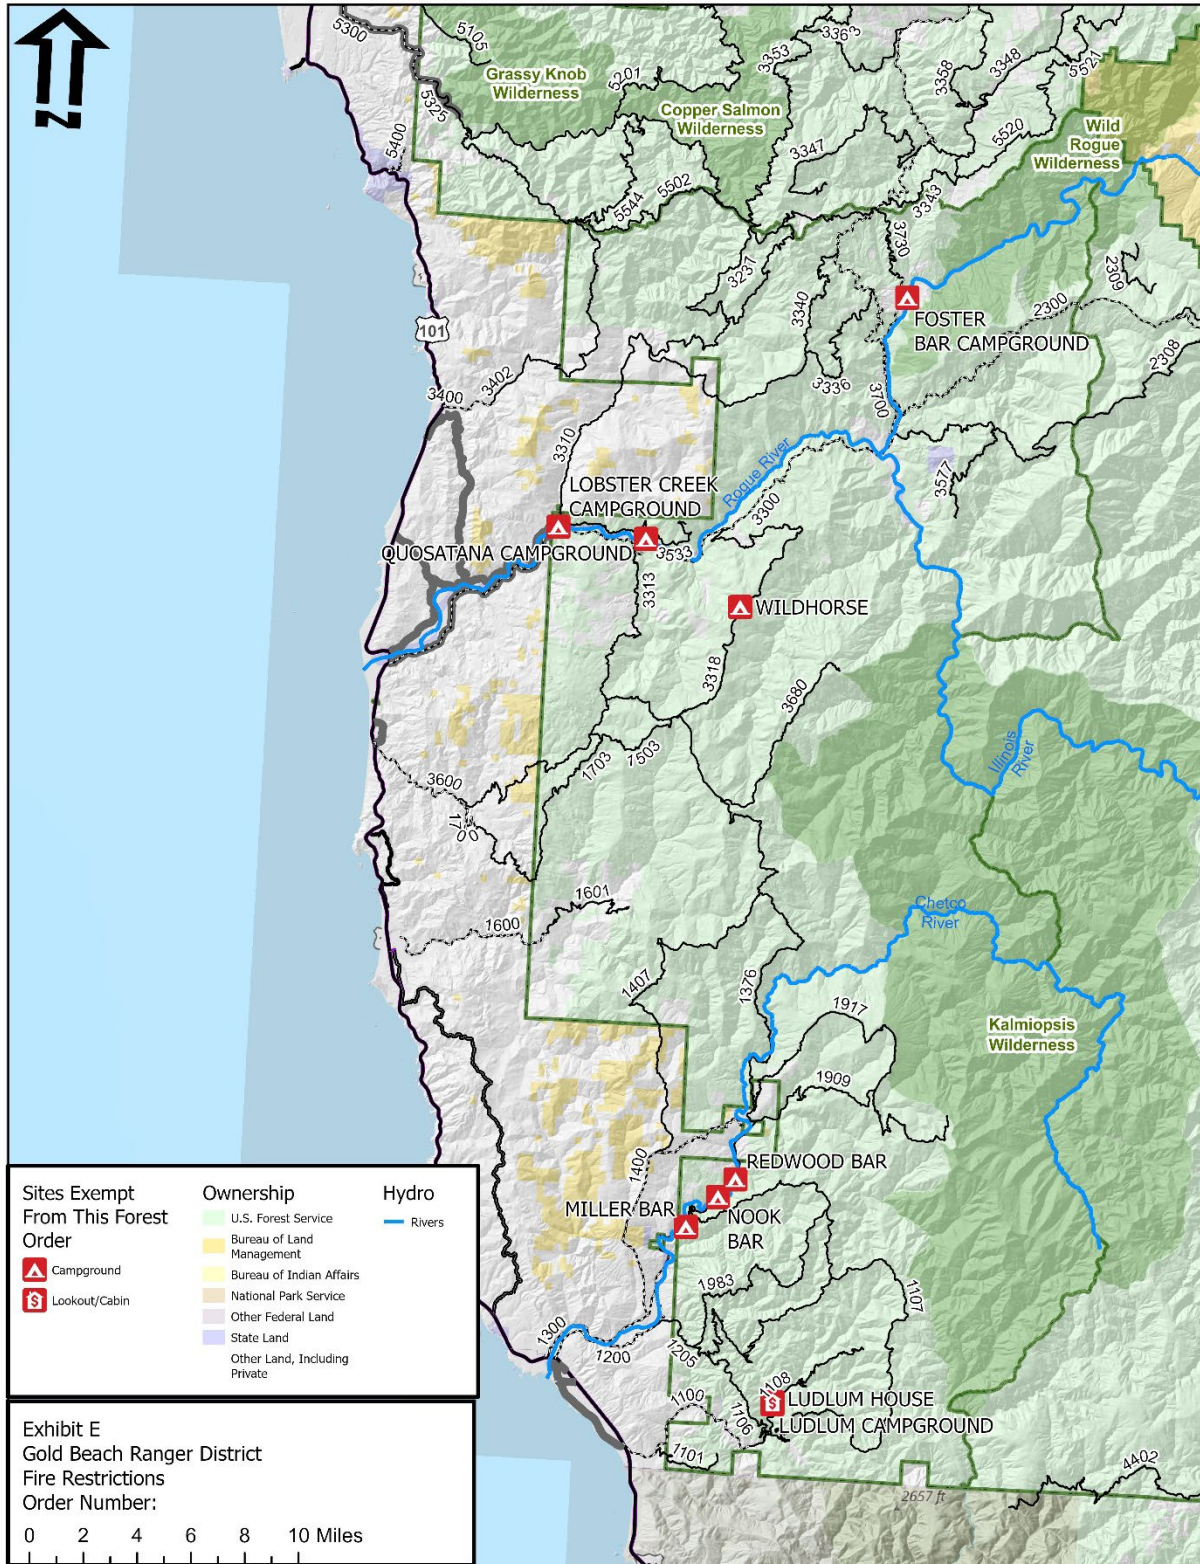 N
5300
5105
3353
3363
3358
3348
5521
Grassy Knob
Wilderness
5201
5325
Copper Salmon
Wilderness
5520
Wild
Rogue
Wilderness
5400
3347
5502
5544
3343
3730
3237
2309
3340
2300
FOSTER
BAR CAMPGROUND
101
2308
3402
3400
3336
3700
3310
Rogue River
3577
LOBSTER CREEK
CAMPGROUND
3300
QUOSATANA CAMPGROUND
3533
3313
WILDHORSE
3318
3680
Illinois
River
1703
1503
3600
1700
1601
1600
Chetco
River
1407
1376
1917
Kalmiopsis
Wilderness
1909
1400
REDWOOD BAR
MILLER BAR
NOOK
BAR
1983
1107
1300
1200
1205
1108
1100
1106
LUDLUM HOUSE
LUDLUM CAMPGROUND
1101
4402
2657 ft
Sites Exempt
From This Forest
Order
Campground
Lookout/Cabin
Ownership
U.S. Forest Service
Bureau of Land
Management
Bureau of Indian Affairs
National Park Service
Other Federal Land
State Land
Other Land, Including
Private
Hydro
Rivers
Exhibit E
Gold Beach Ranger District
Fire Restrictions
Order Number:
0 2 4 6 8 10 Miles